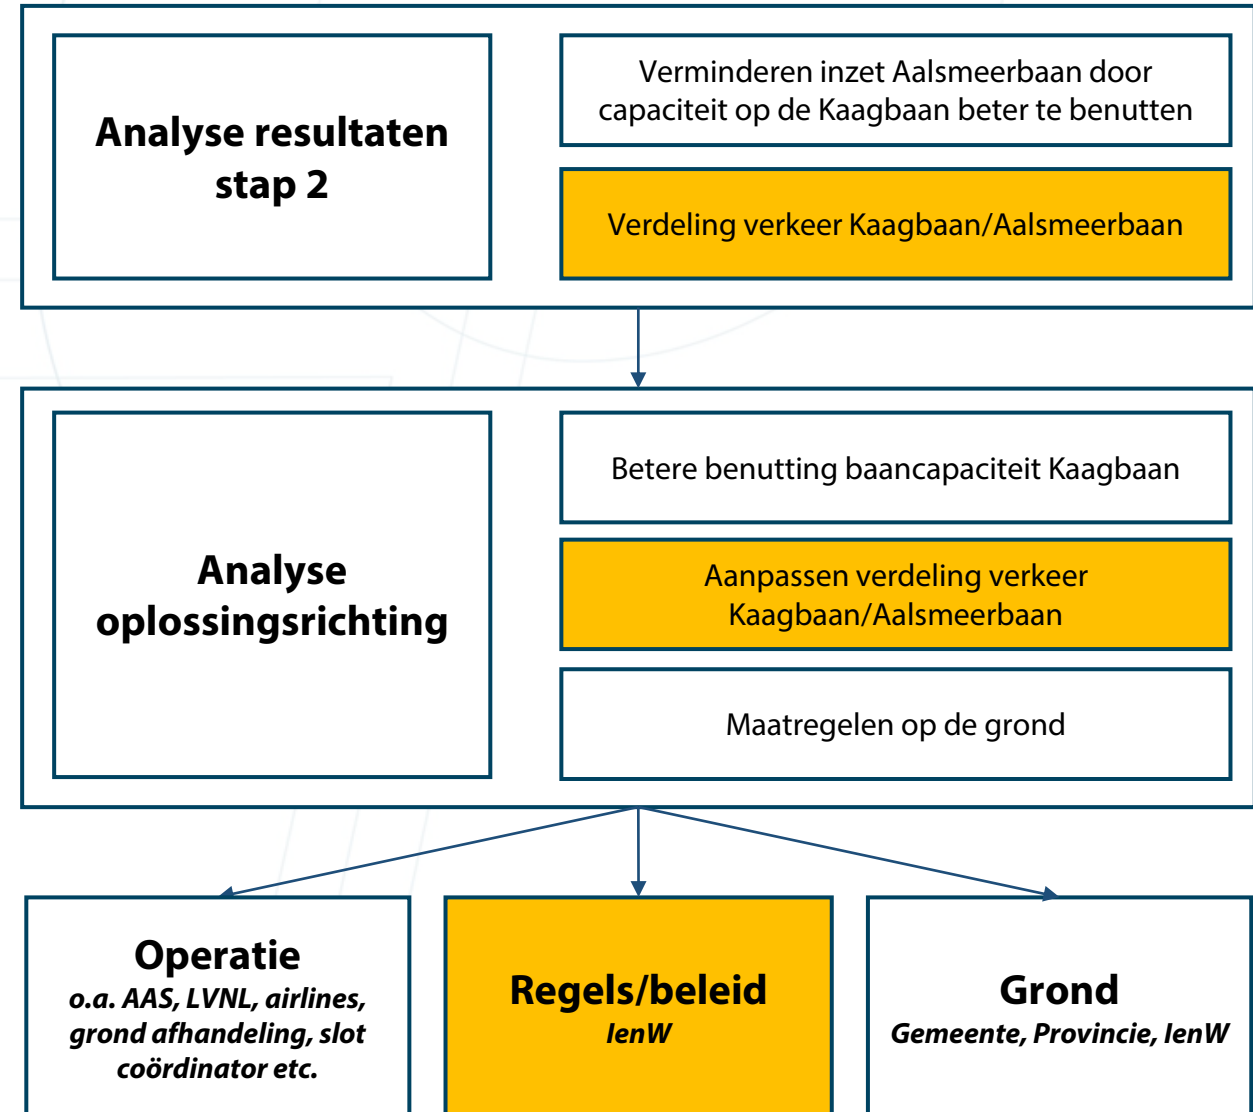 Analyse resultaten
stap 2
Verminderen inzet Aalsmeerbaan door
capaciteit op de Kaagbaan beter te benutten
Verdeling verkeer Kaagbaan/Aalsmeerbaan
Analyse
oplossingsrichting
Betere benutting baancapaciteit Kaagbaan
Aanpassen verdeling verkeer
Kaagbaan/Aalsmeerbaan
Maatregelen op de grond
Operatie
o.a. AAS, LVNL, airlines,
grond afhandeling, slot
coördinator etc.
Regels/beleid
IenW
Grond
Gemeente, Provincie, IenW